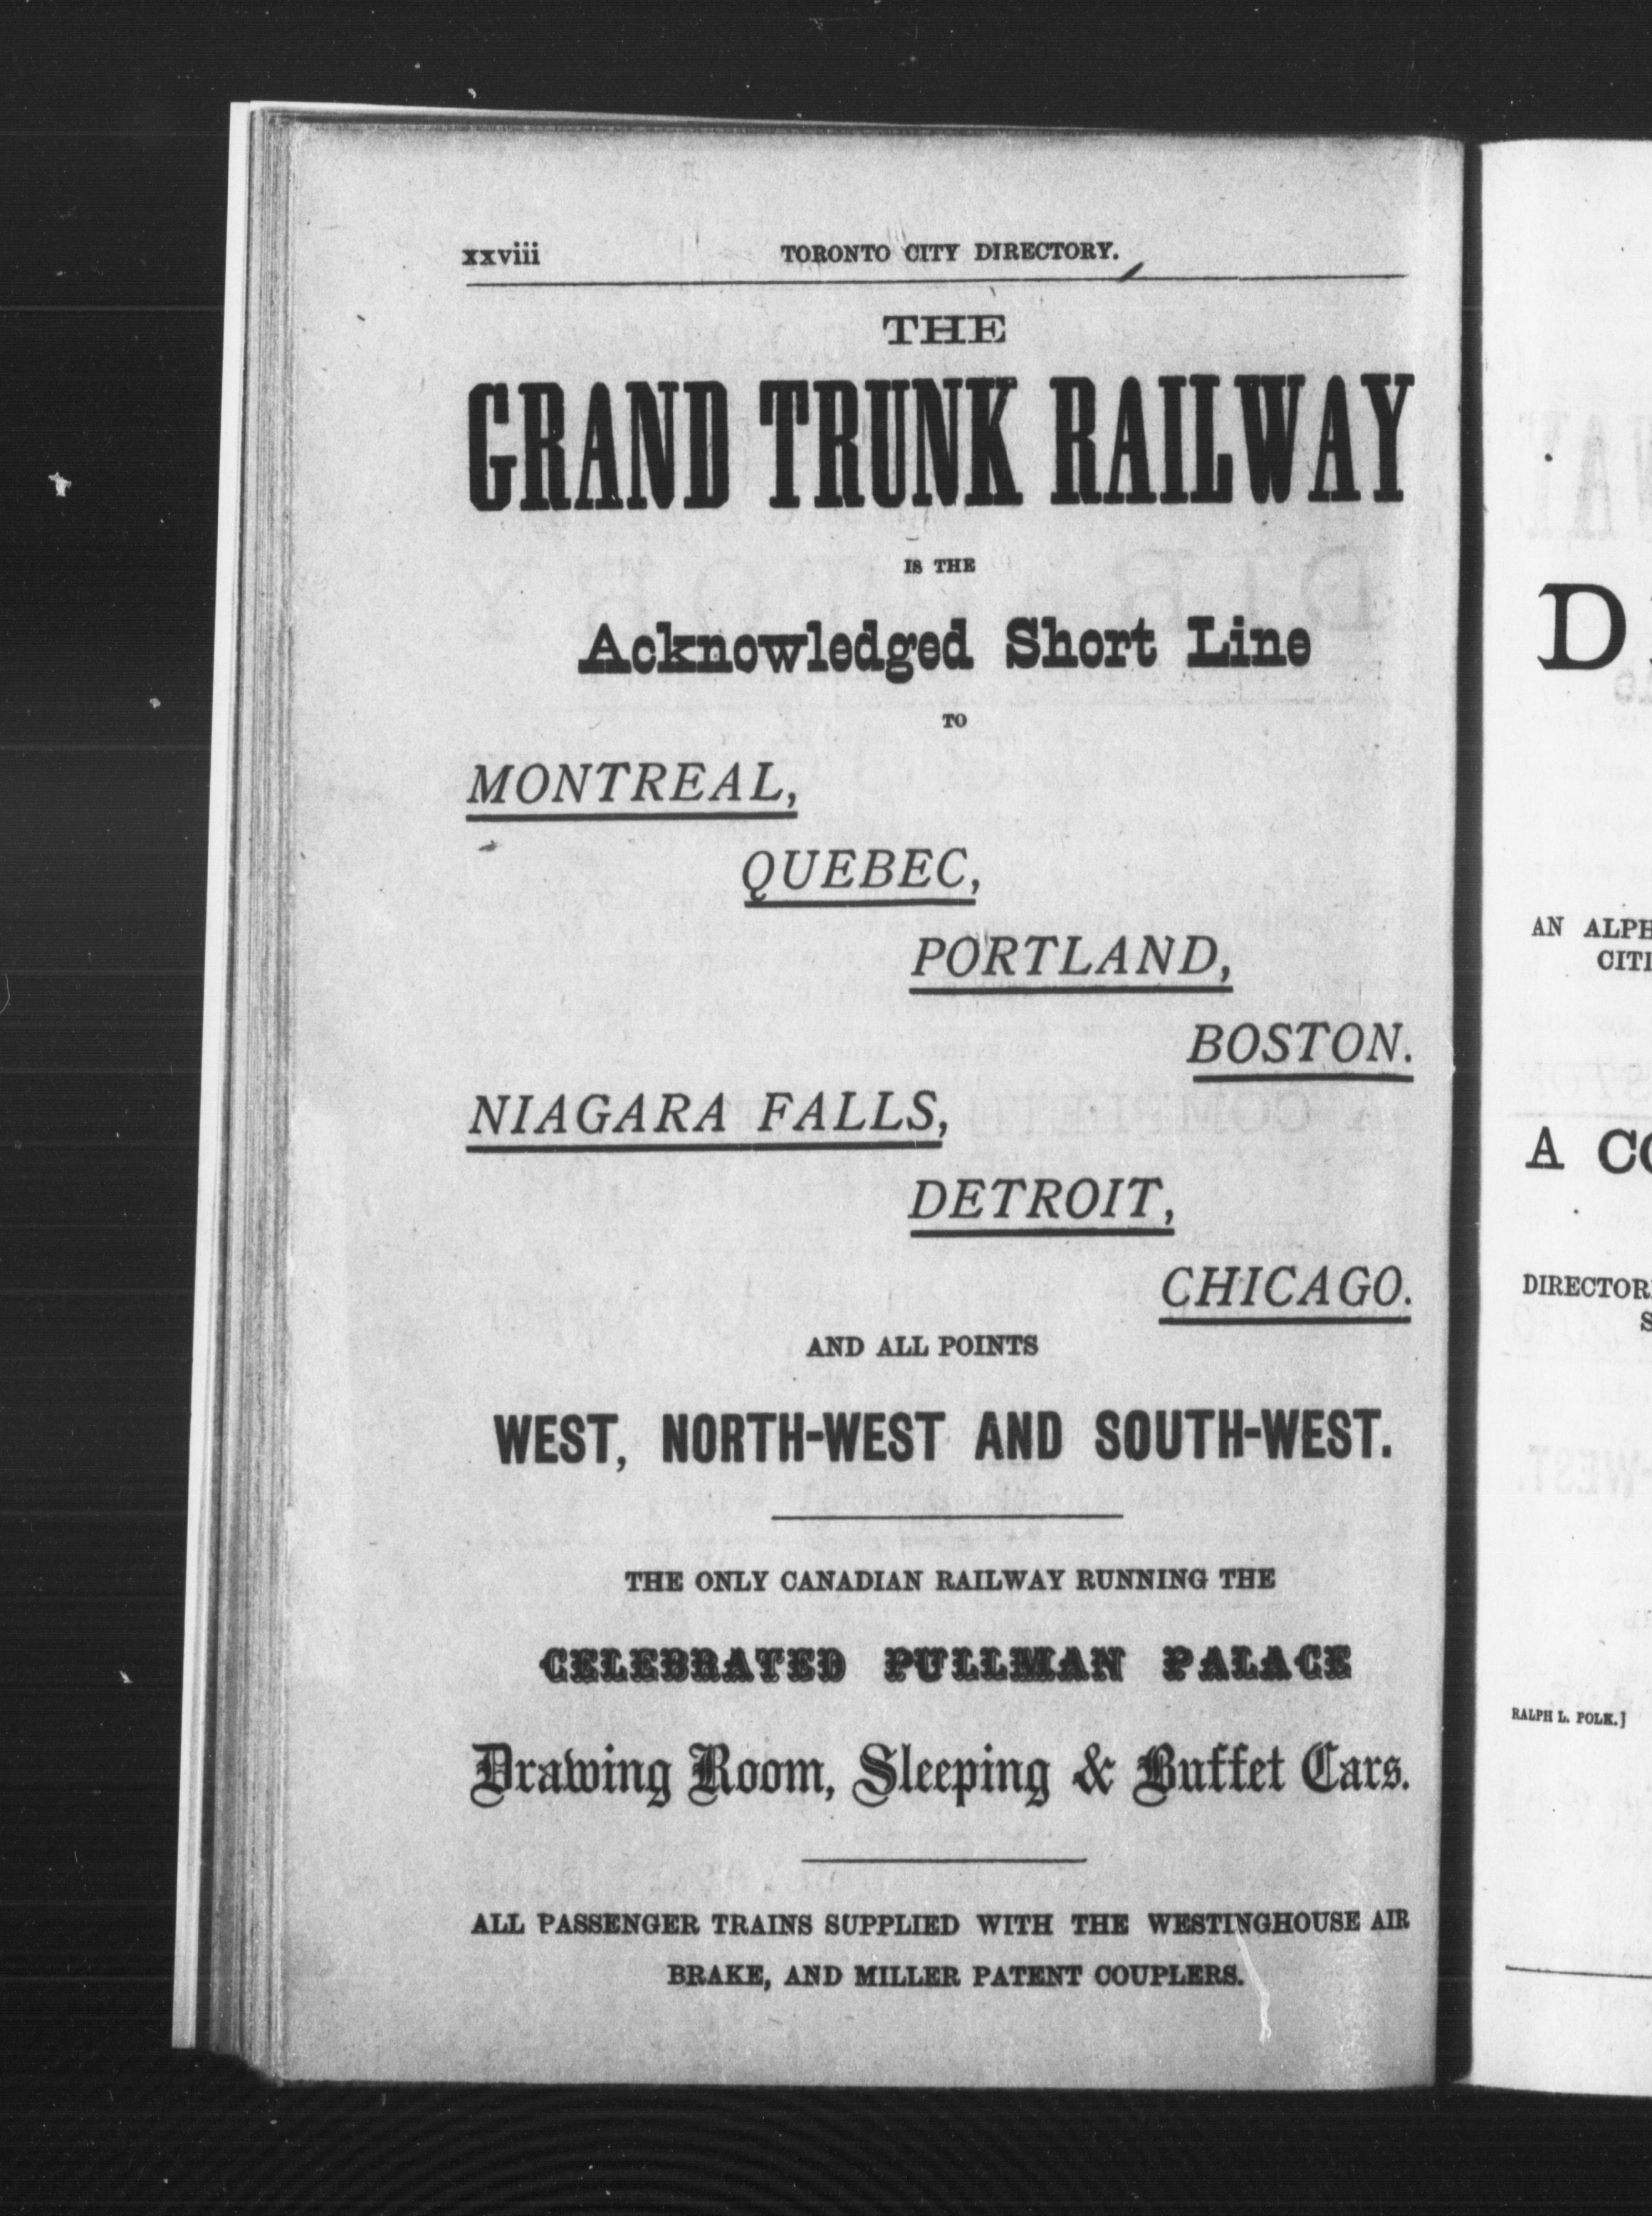 xxviii TORONTO CITY DIRECTORY.
THE
GRAND TRUNK RAILWAY
IS THE
Acknowledged Short Line
TO
MONTREAL,
QUEBEC,
PORTLAND,
BOSTON.
NIAGARA FALLS,
DETROIT,
CHICAGO.
AND ALL POINTS
WEST, NORTH-WEST AND SOUTH-WEST.
THE ONLY CANADIAN RAILWAY RUNNING THE
CELEBRATED PULLMAN PALACE
Drawing Room, Sleeping & Buffet Cars.
ALL PASSENGER TRAINS SUPPLIED WITH THE WESTINGHOUSE AIR
BRAKE, AND MILLER PATENT COUPLERS.
D
AN ALPH
CITI
A CO
DIRECTOR
S
RALPH L. POLK.]